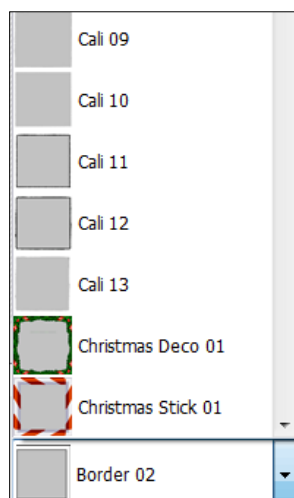 Cali 09
Cali 10
Cali 11
Cali 12
Cali 13
Christmas Deco 01
Christmas Stick 01
Border 02